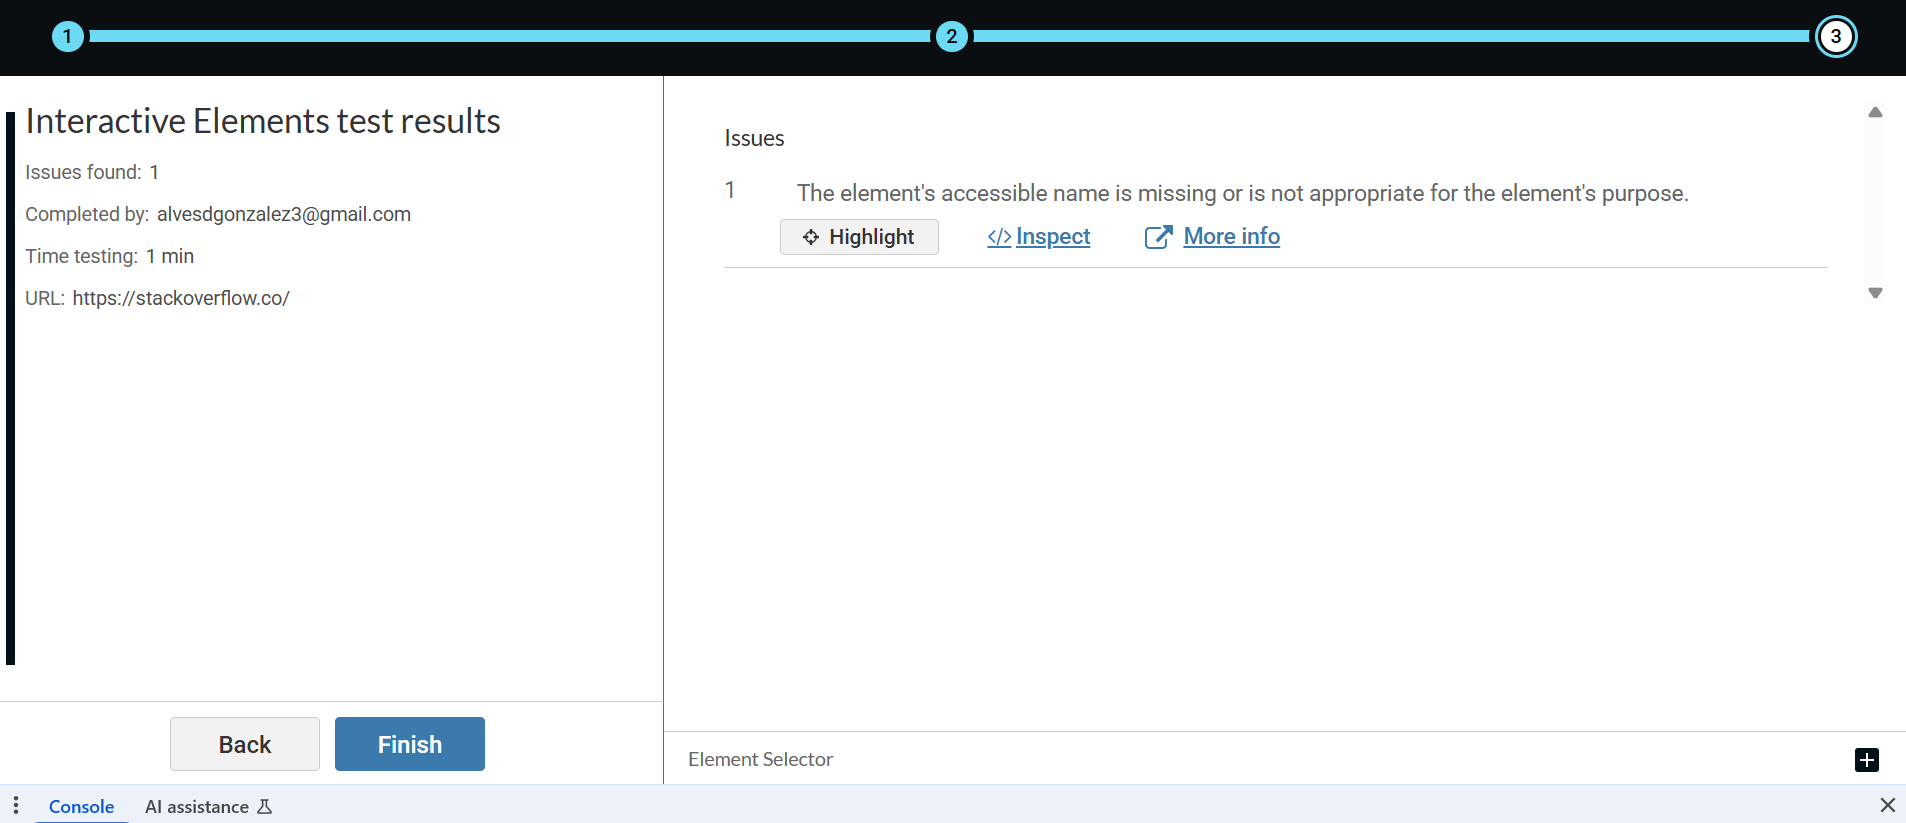 1
2
3
Interactive Elements test results
Issues found: 1
Completed by: alvesdgonzalez3@gmail.com
Time testing: 1 min
URL: https://stackoverflow.co/
Back
Finish
Issues
1
The element's accessible name is missing or is not appropriate for the element's purpose.
Highlight
</> Inspect
More info
Element Selector
Console
AI assistance